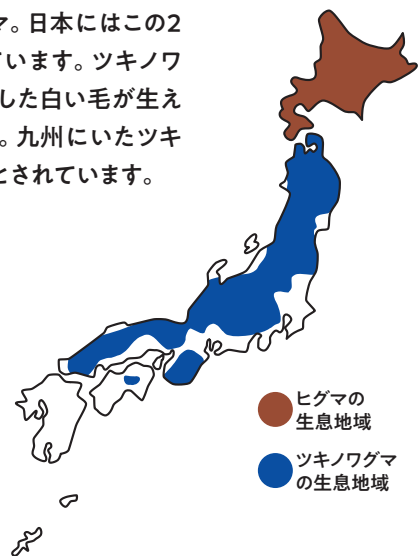 マ。日本にはこの2
ています。ツキノワ
した白い毛が生え
。九州にいたツキ
とされています。
ヒグマの
生息地域
ツキノワグマ
の生息地域